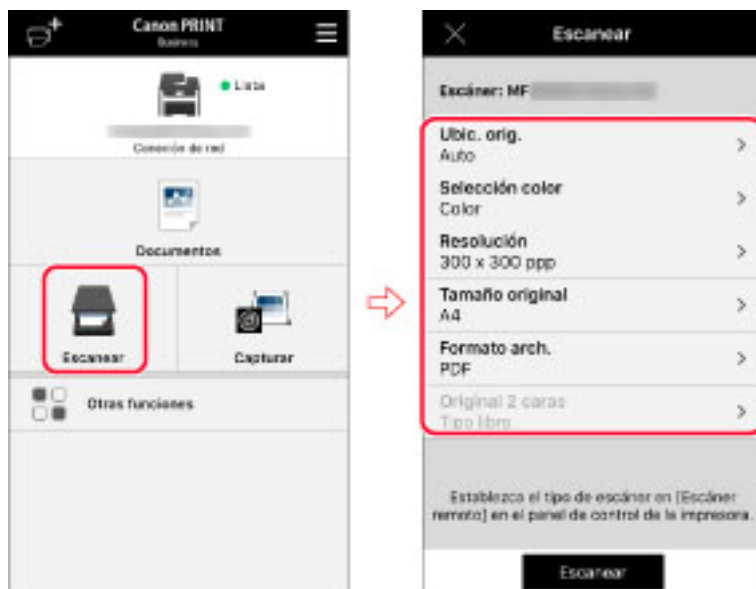 Canon PRINT
Business
Lista
Conexión de red
Documentos
Escanear
Capturar
Otras funciones
Escanear
Escáner: MF
Ubic. orig.
Auto
Selección color
Color
Resolución
300 x 300 ppp
Tamaño original
A4
Formato arch.
PDF
Original 2 caras
Tipo libro
Establezca el tipo de escáner en [Escáner
remoto] en el panel de control de la impresora.
Escanear